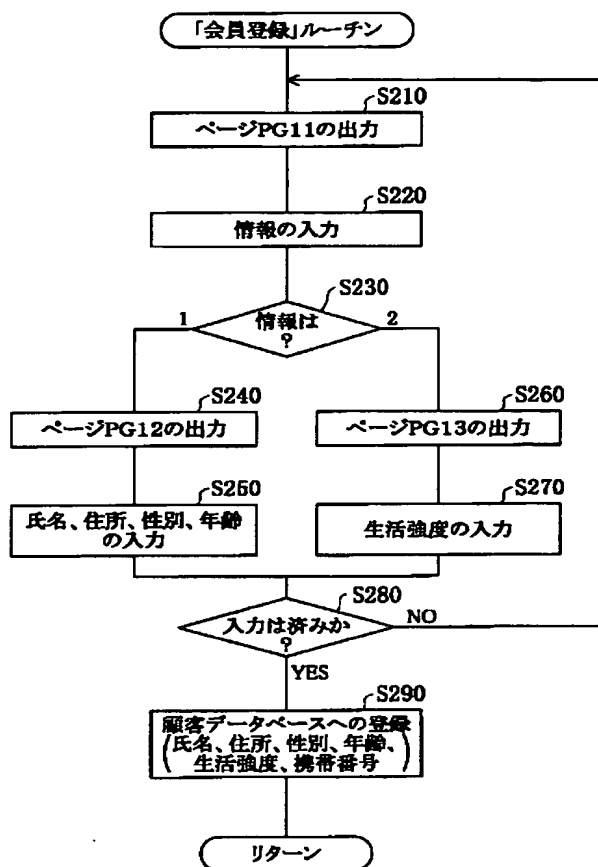 「会員登録」ルーチン
S210
ページPG11の出力
S220
情報の入力
S230
1
情報は
?
2
S240
ページPG12の出力
S260
ページPG13の出力
S250
氏名、住所、性別、年齢
の入力
S270
生活強度の入力
S280
入力は済みか
?
NO
YES
S290
顧客データベースへの登録
(氏名、住所、性別、年齢、
生活強度、携帯番号)
リターン